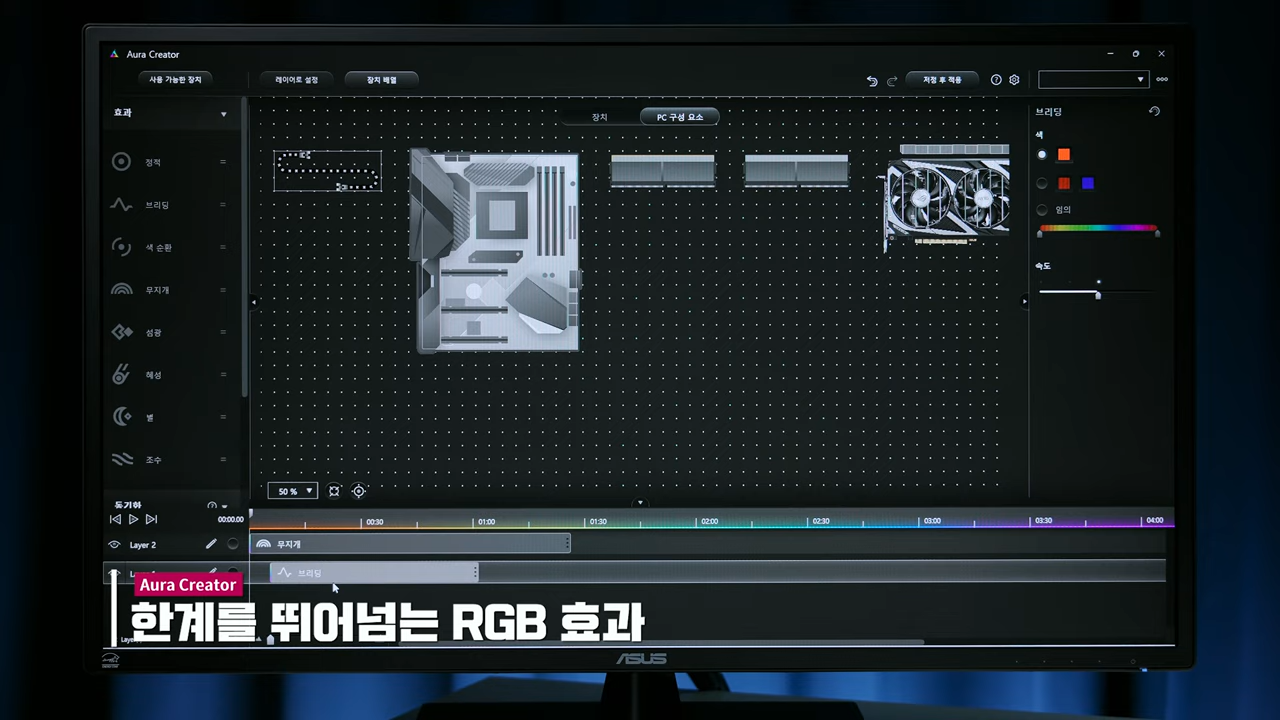 Aura Creator
사용 가능한 장치
레이아웃 설정
장치 배열
저정 후 적용
효과
장치
PC 구성 요소
브리딩
색
정적
브리딩
색 순환
임의
무지개
속도
섬광
혜성
별
조수
50 %
동기화
00:00.00
00:30
01:00
01:30
02:00
02:30
03:00
03:30
04:00
Layer 2
무지개
브리딩
Aura Creator
한계를 뛰어넘는 RGB 효과
ASUS